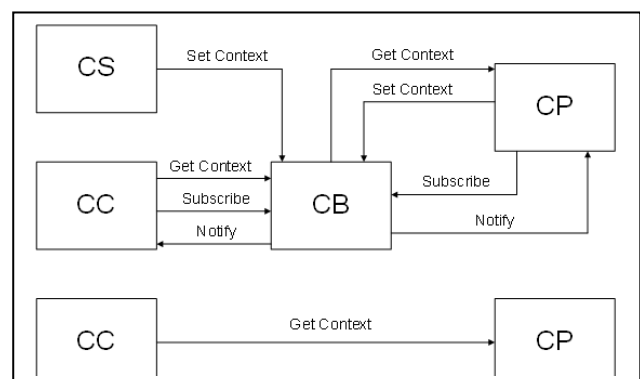 CS
Set Context
Get Context
Set Context
CP
CC
Get Context
Subscribe
Notify
CB
Subscribe
Notify
CC
Get Context
CP